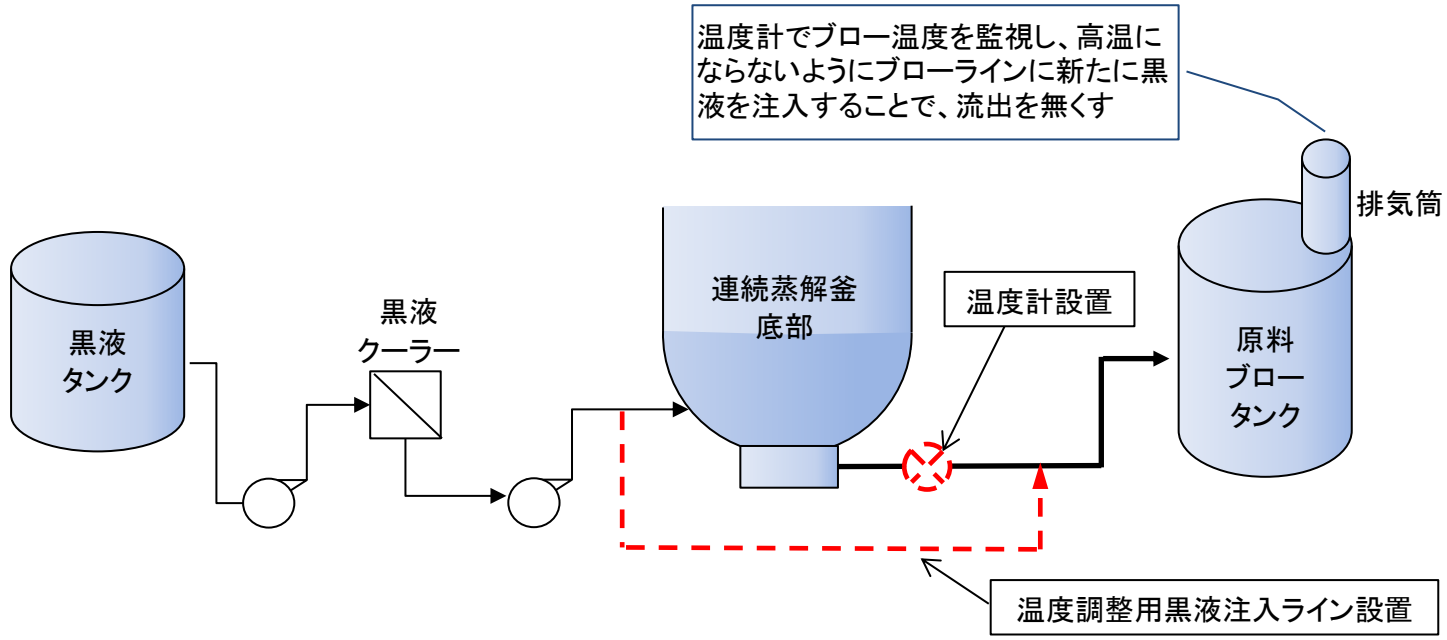 温度計でブロー温度を監視し、高温に
ならないようにブローラインに新たに黒
液を注入することで、流出を無くす
排気筒
連続蒸解釜
底部
温度計設置
黒液
クーラー
黒液
タンク
原料
ブロー
タンク
温度調整用黒液注入ライン設置